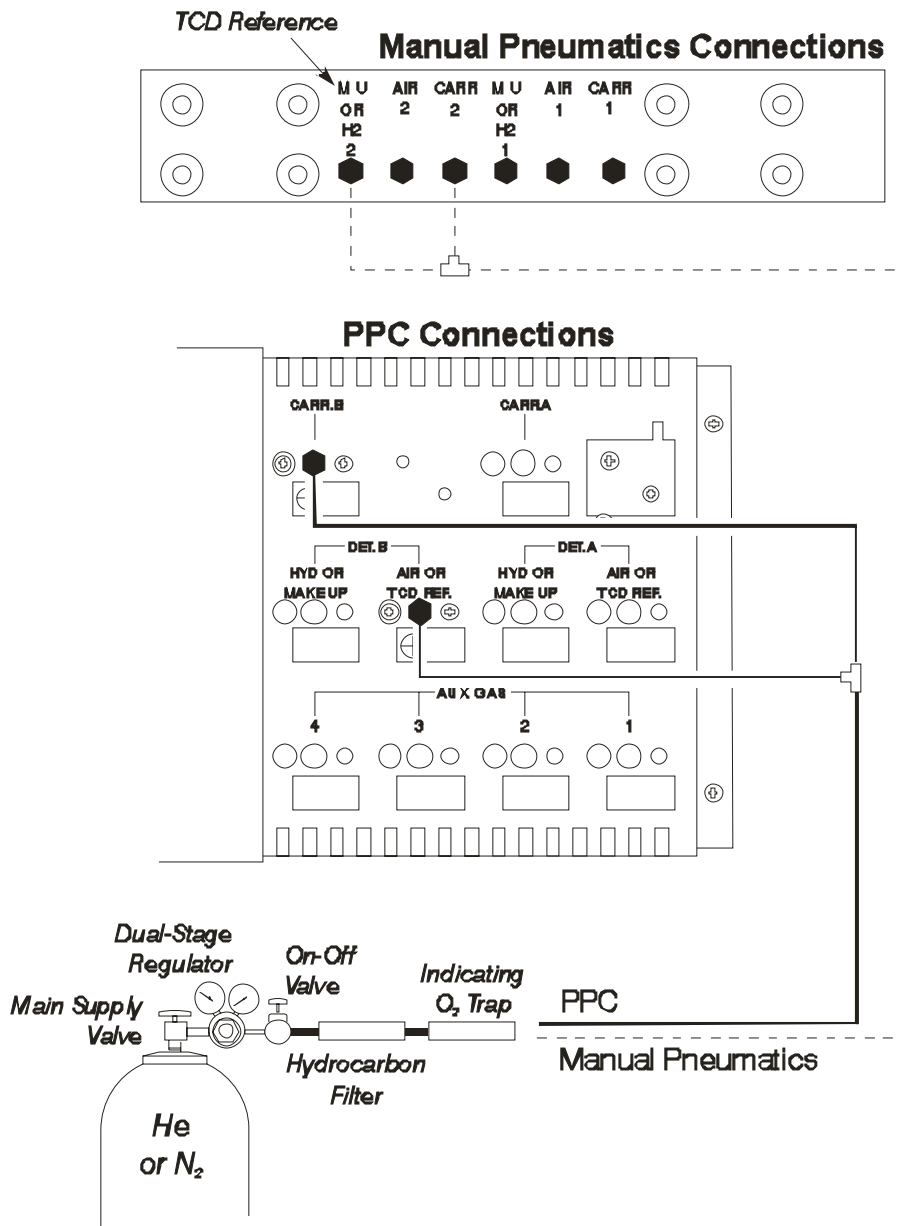 TCD Reference
Manual Pneumatics Connections
MU AIR CARR MU AIR CARR
OR 2 2 OR 1 1
H2 H2
2 1
PPC Connections
CARR.B CARR.A
DET.B DET.A
HYD OR AIR OR HYD OR AIR OR
MAKE UP TCD REF. MAKE UP TCD REF.
AUX GAS
4 3 2 1
Dual-Stage
Regulator
On-Off
Valve
Indicating
O₂ Trap
Main Supply
Valve
PPC
Manual Pneumatics
Hydrocarbon
Filter
He
or N₂